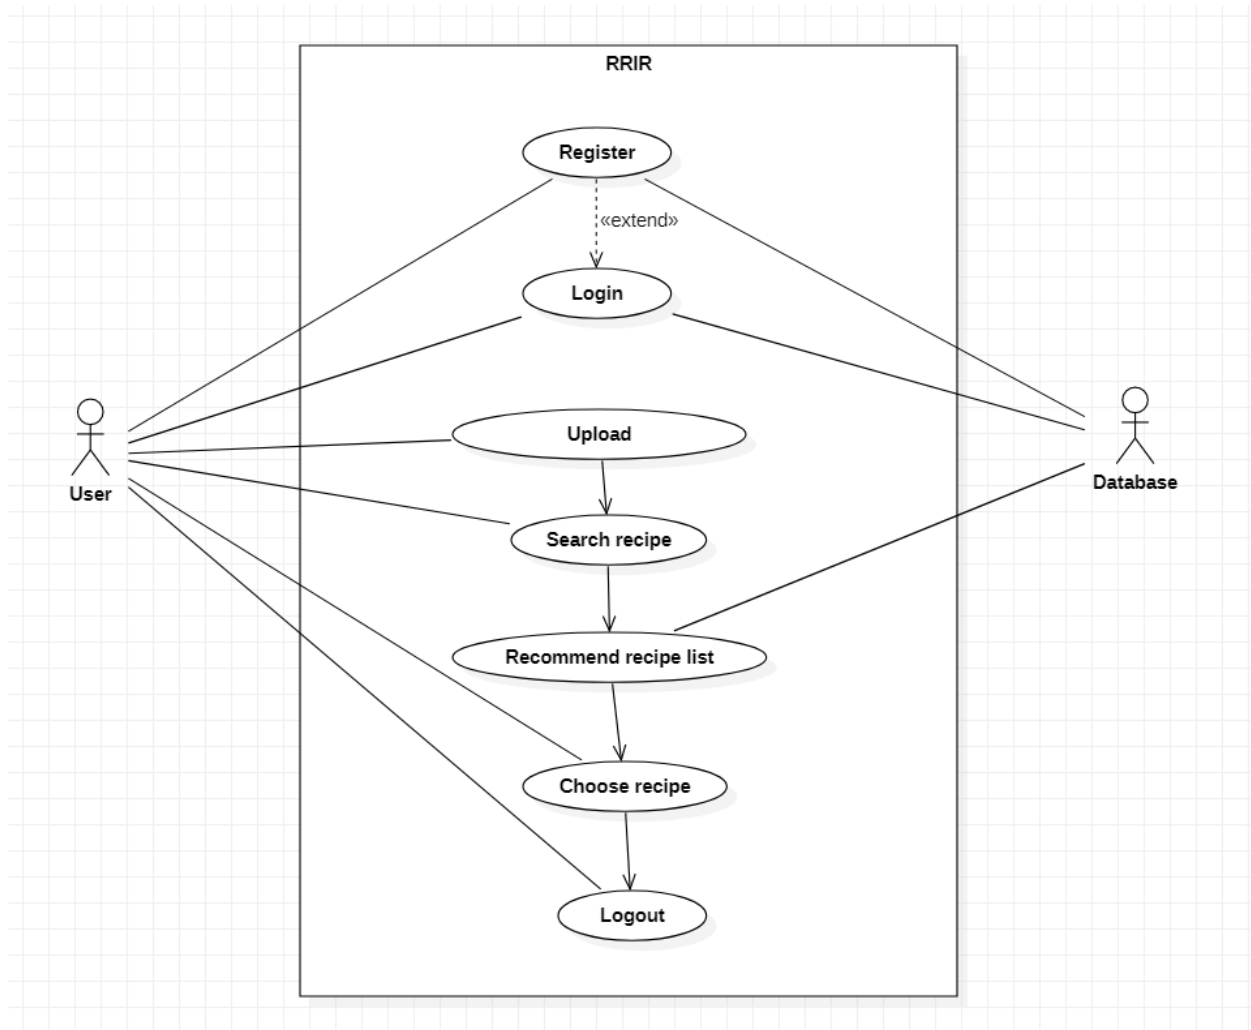 RRIR
Register
«extend»
Login
Upload
User
Database
Search recipe
Recommend recipe list
Choose recipe
Logout